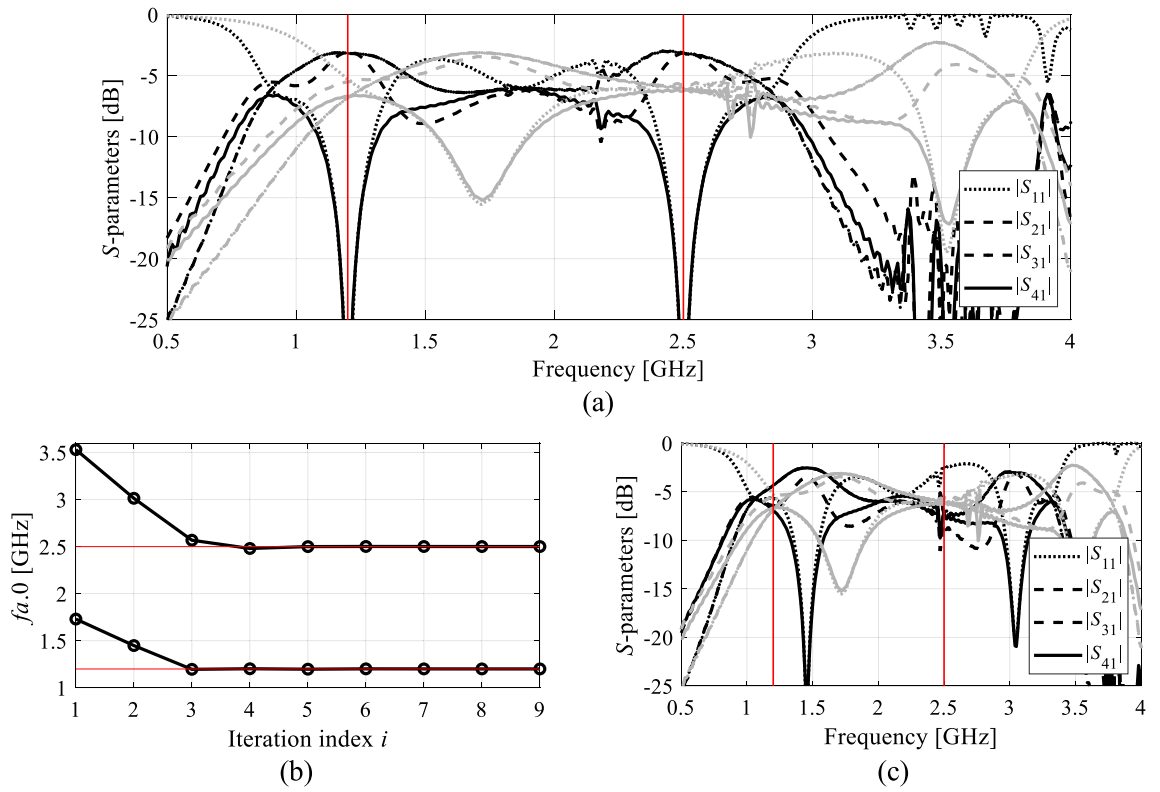 0
-5
-10
-15
-20
-25
S-parameters [dB]
0.5 1 1.5 2 2.5 3 3.5 4
Frequency [GHz]
|S11|
|S21|
|S31|
|S41|
(a)
3.5
3
2.5
2
1.5
1
fa.0 [GHz]
1 2 3 4 5 6 7 8 9
Iteration index i
(b)
0
-5
-10
-15
-20
-25
S-parameters [dB]
0.5 1 1.5 2 2.5 3 3.5 4
Frequency [GHz]
|S11|
|S21|
|S31|
|S41|
(c)